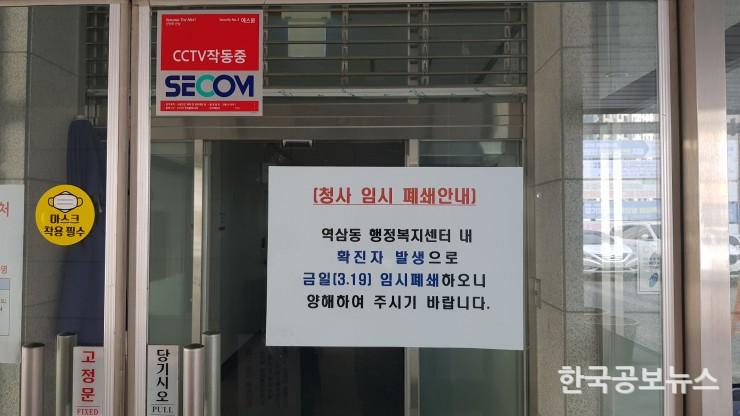 CCTV작동중
SECOM
마스크
착용 필수
[청사 임시 폐쇄안내]
역삼동 행정복지센터 내
확진자 발생으로
금일(3.19) 임시폐쇄하오니
양해하여 주시기 바랍니다.
고정문
FIXED
당기시오
PULL
한국공보뉴스